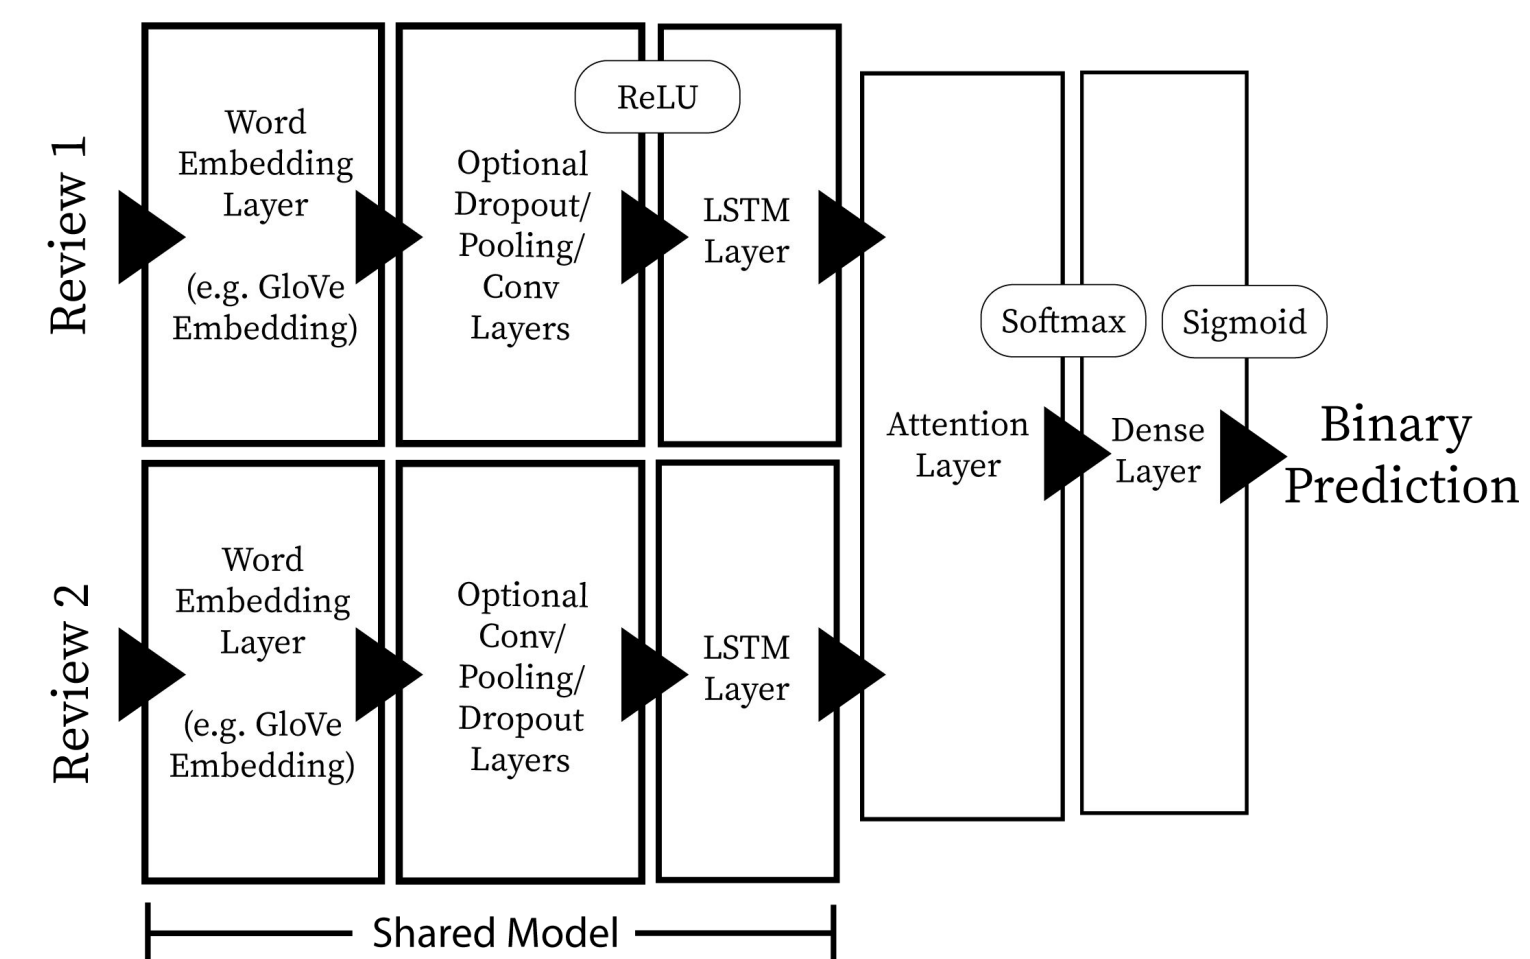 Review 1
Word
Embedding
Layer
(e.g. GloVe
Embedding)
Optional
Dropout/
Pooling/
Conv
Layers
ReLU
LSTM
Layer
Review 2
Word
Embedding
Layer
(e.g. GloVe
Embedding)
Optional
Conv/
Pooling/
Dropout
Layers
LSTM
Layer
Attention
Layer
Softmax
Dense
Layer
Sigmoid
Binary
Prediction
Shared Model